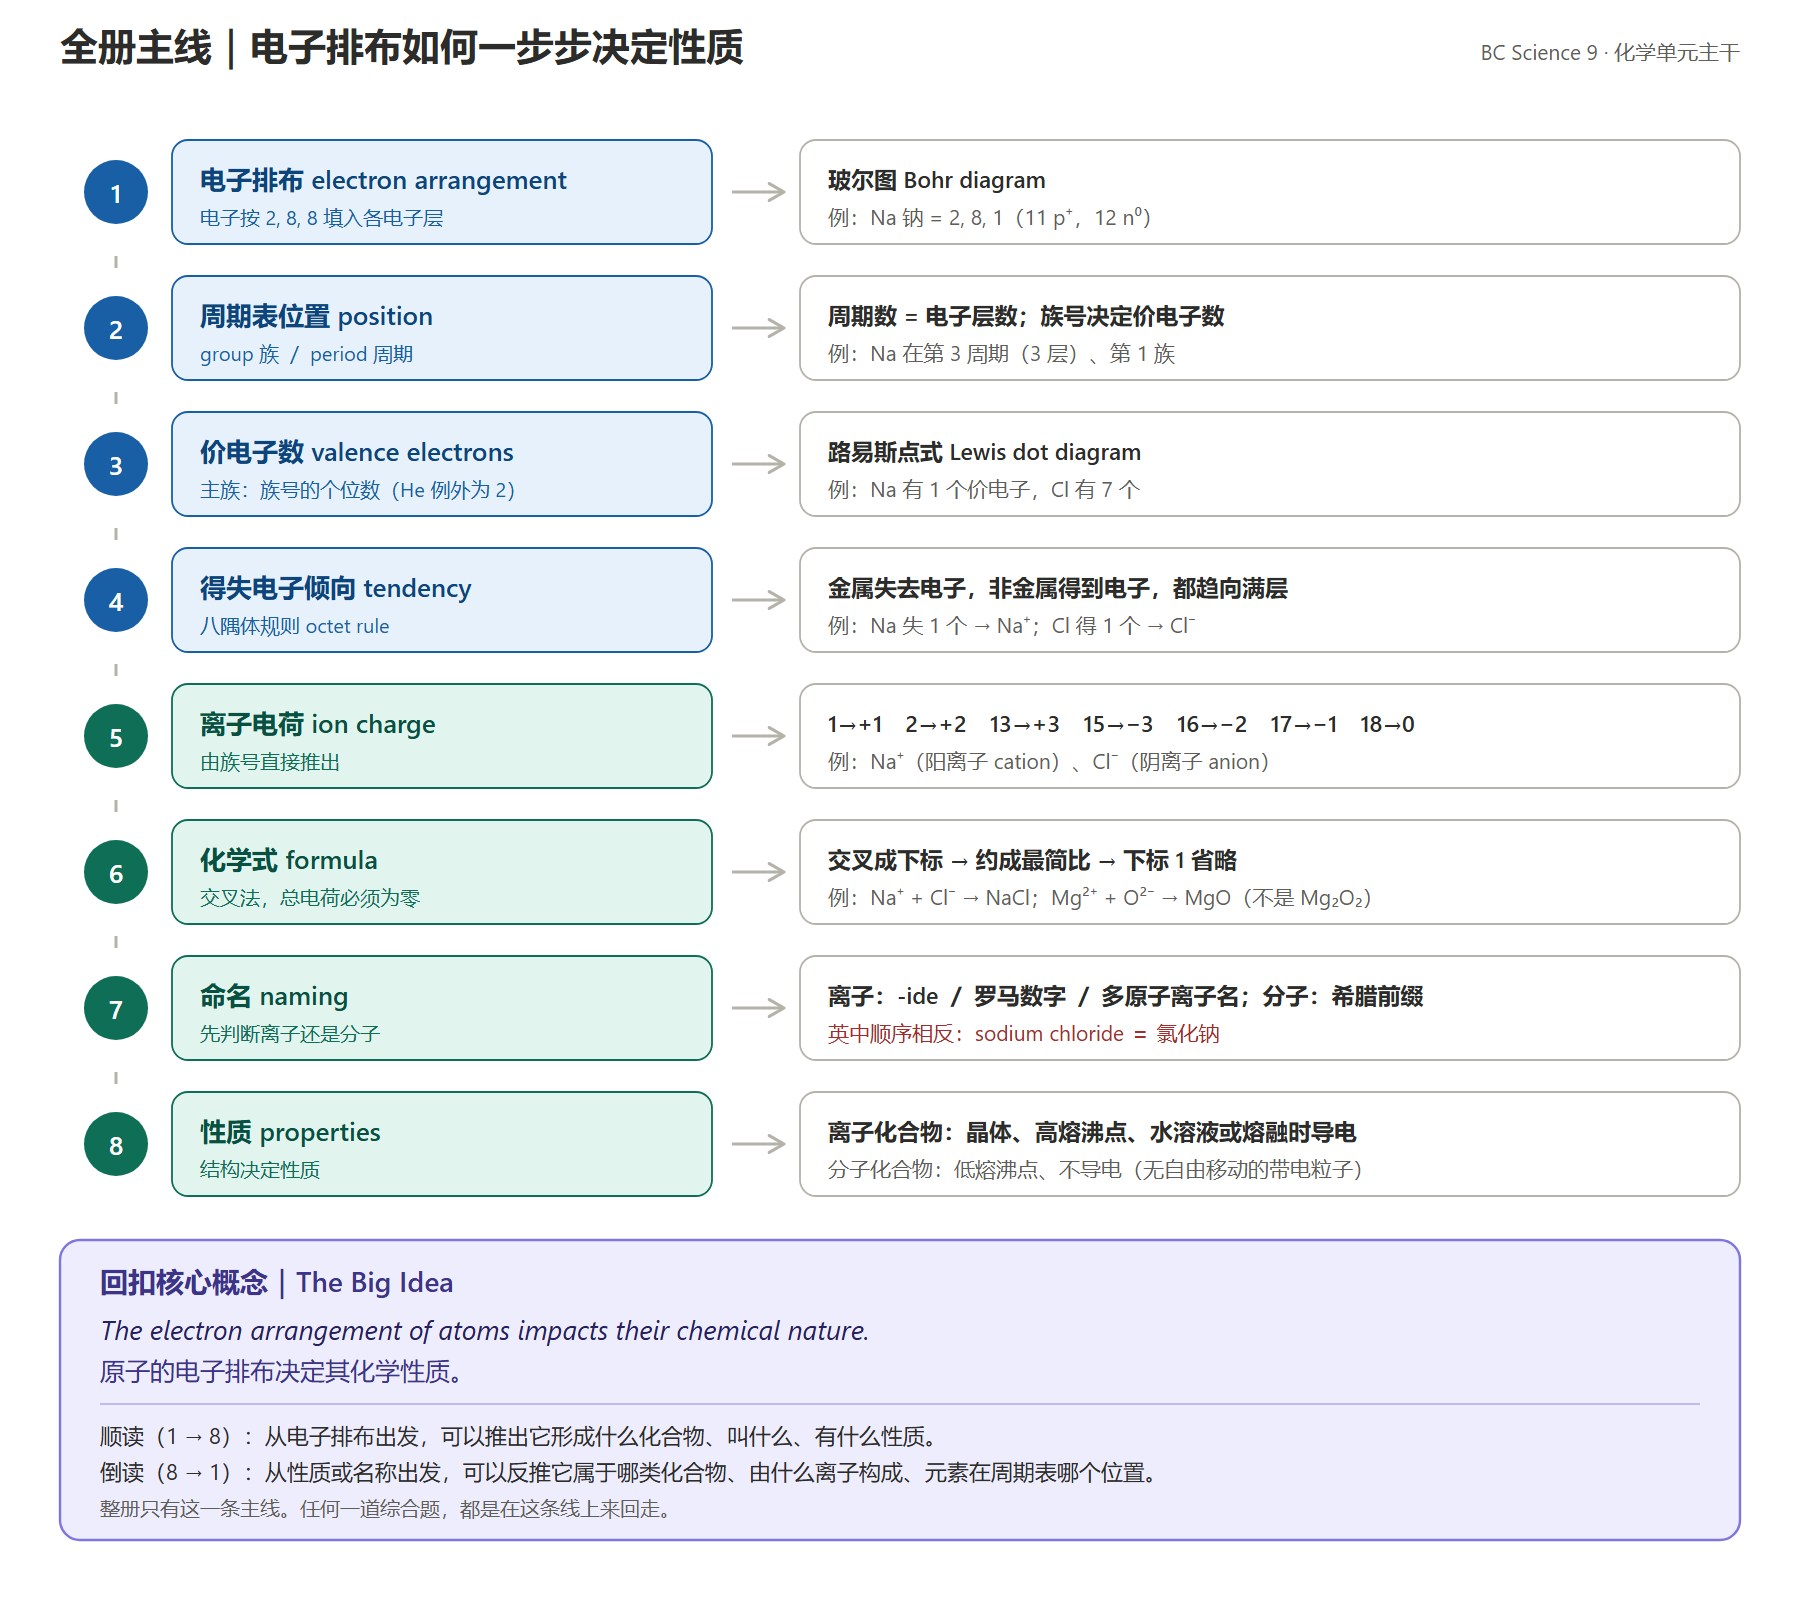 全册主线｜电子排布如何一步步决定性质
BC Science 9 · 化学单元主干
1
电子排布 electron arrangement
电子按 2, 8, 8 填入各电子层
玻尔图 Bohr diagram
例：Na 钠 = 2, 8, 1（11 p⁺，12 n⁰）
2
周期表位置 position
group 族 / period 周期
周期数 = 电子层数；族号决定价电子数
例：Na 在第 3 周期（3 层）、第 1 族
3
价电子数 valence electrons
主族：族号的个位数（He 例外为 2）
路易斯点式 Lewis dot diagram
例：Na 有 1 个价电子，Cl 有 7 个
4
得失电子倾向 tendency
八隅体规则 octet rule
金属失去电子，非金属得到电子，都趋向满层
例：Na 失 1 个 → Na⁺；Cl 得 1 个 → Cl⁻
5
离子电荷 ion charge
由族号直接推出
1→+1 2→+2 13→+3 15→−3 16→−2 17→−1 18→0
例：Na⁺（阳离子 cation）、Cl⁻（阴离子 anion）
6
化学式 formula
交叉法，总电荷必须为零
交叉成下标 → 约成最简比 → 下标 1 省略
例：Na⁺ + Cl⁻ → NaCl；Mg²⁺ + O²⁻ → MgO（不是 Mg₂O₂）
7
命名 naming
先判断离子还是分子
离子：-ide / 罗马数字 / 多原子离子名；分子：希腊前缀
英中顺序相反：sodium chloride = 氯化钠
8
性质 properties
结构决定性质
离子化合物：晶体、高熔沸点、水溶液或熔融时导电
分子化合物：低熔沸点、不导电（无自由移动的带电粒子）
回扣核心概念｜The Big Idea
The electron arrangement of atoms impacts their chemical nature.
原子的电子排布决定其化学性质。
顺读（1 → 8）：从电子排布出发，可以推出它形成什么化合物、叫什么、有什么性质。
倒读（8 → 1）：从性质或名称出发，可以反推它属于哪类化合物、由什么离子构成、元素在周期表哪个位置。
整册只有这一条主线。任何一道综合题，都是在这条线上来回走。